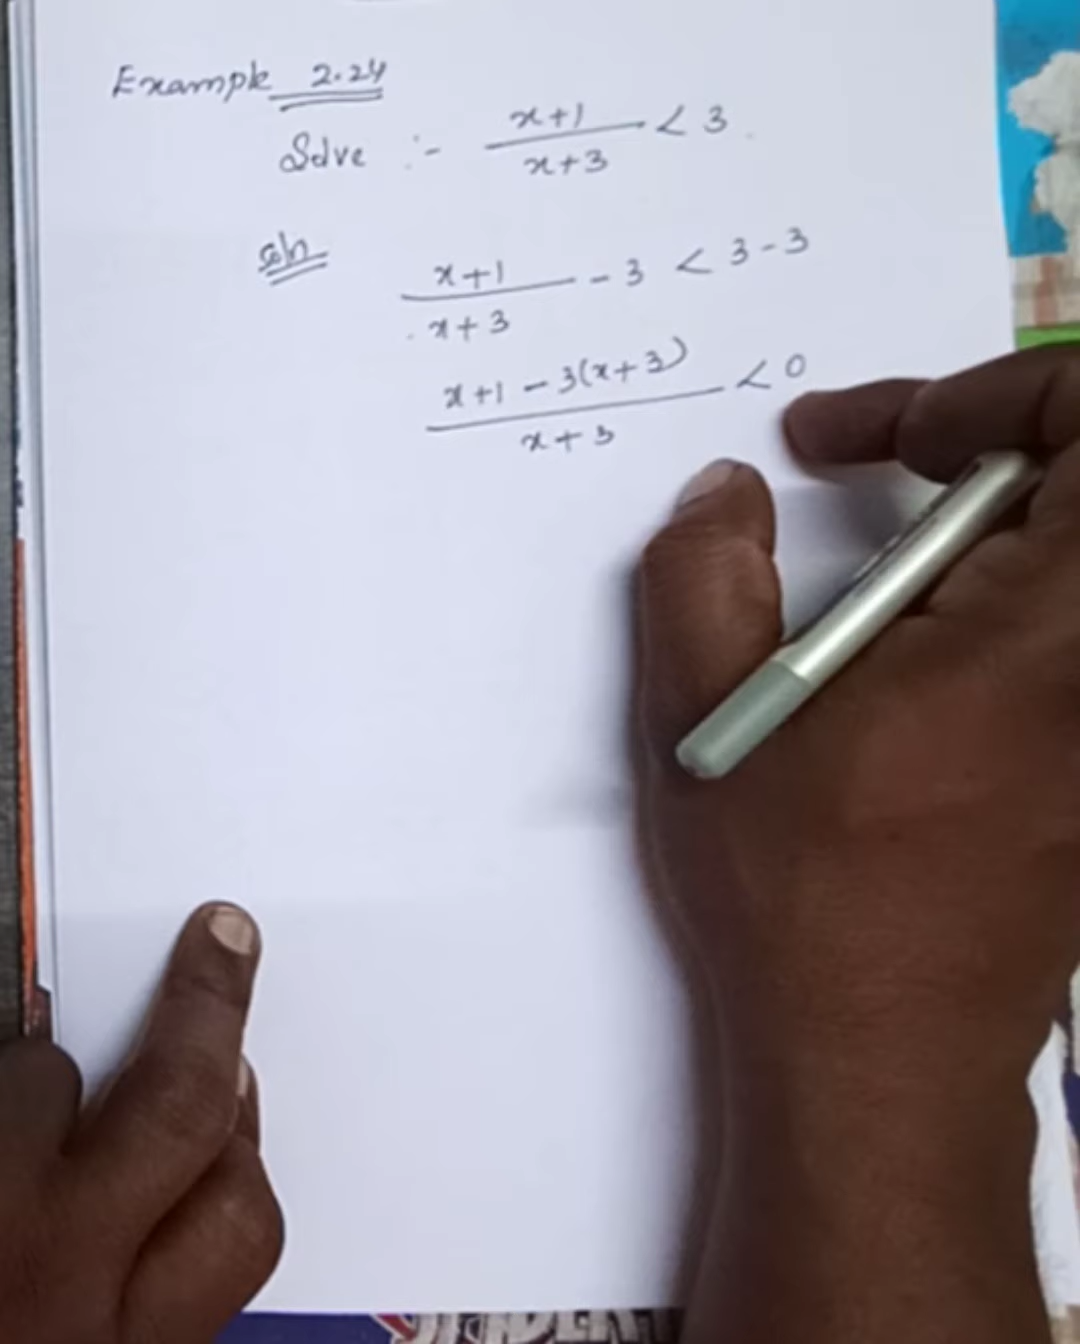 Example 2.24
Solve :- x+1 / x+3 < 3
Soln
x+1 / x+3 - 3 < 3-3
x+1 - 3(x+3) / x+3 < 0